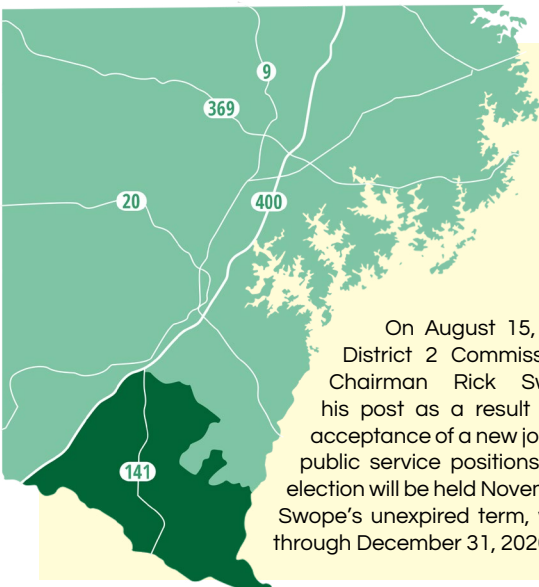 9
369
20
400
141
On August 15,
District 2 Commiss
Chairman Rick Sw
his post as a result
acceptance of a new jo
public service positions
election will be held Novem
Swope's unexpired term,
through December 31, 202